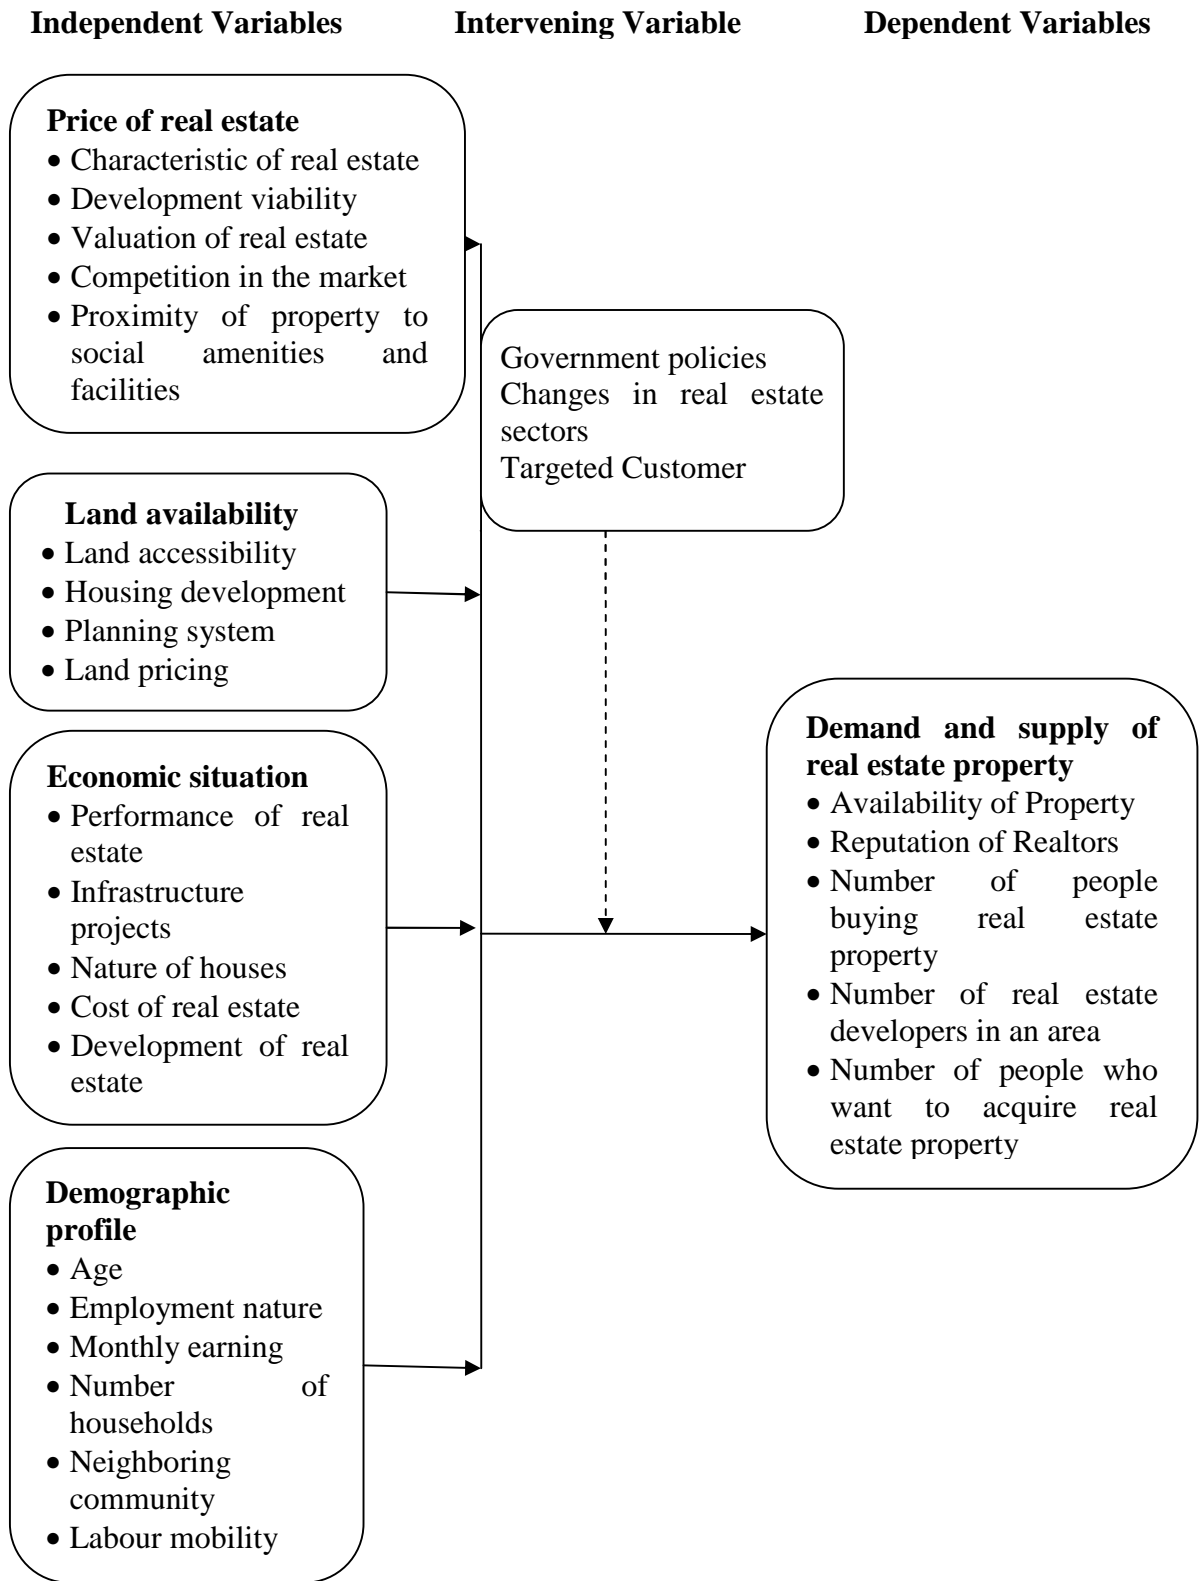 Independent Variables
Intervening Variable
Dependent Variables
Price of real estate
• Characteristic of real estate
• Development viability
• Valuation of real estate
• Competition in the market
• Proximity of property to
social amenities and
facilities
Government policies
Changes in real estate
sectors
Targeted Customer
Land availability
• Land accessibility
• Housing development
• Planning system
• Land pricing
Economic situation
• Performance of real
estate
• Infrastructure
projects
• Nature of houses
• Cost of real estate
• Development of real
estate
Demand and supply of
real estate property
• Availability of Property
• Reputation of Realtors
• Number of people
buying real estate
property
• Number of real estate
developers in an area
• Number of people who
want to acquire real
estate property
Demographic
profile
• Age
• Employment nature
• Monthly earning
• Number of
households
• Neighboring
community
• Labour mobility